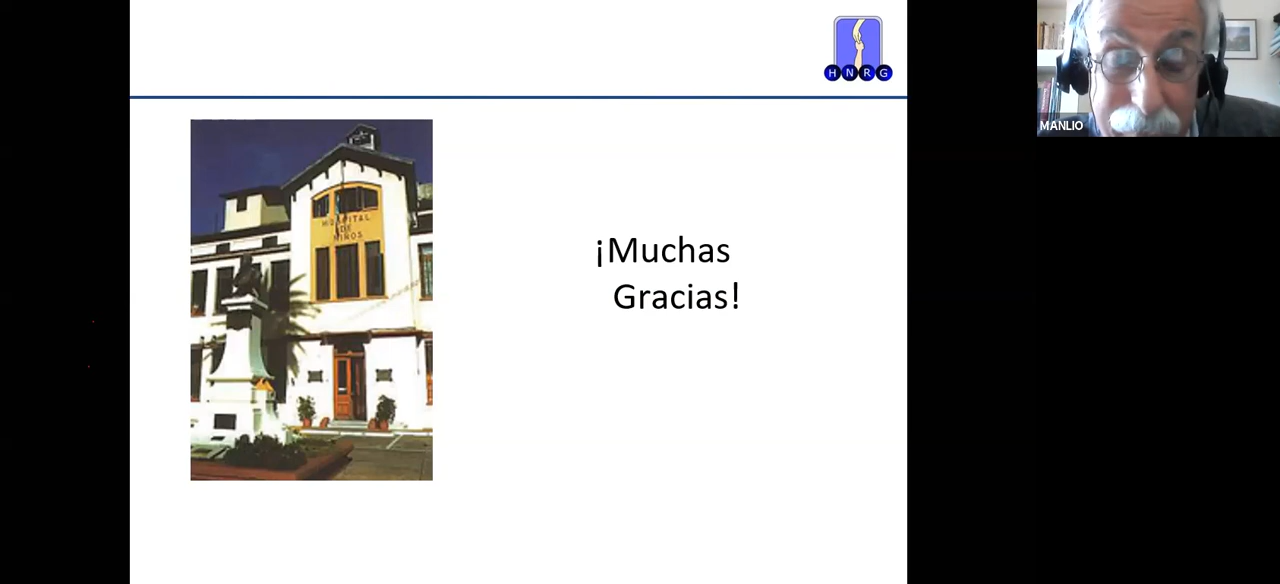 HNRG
MANLIO
HOSPITAL
DE
NIÑOS
¡Muchas
Gracias!